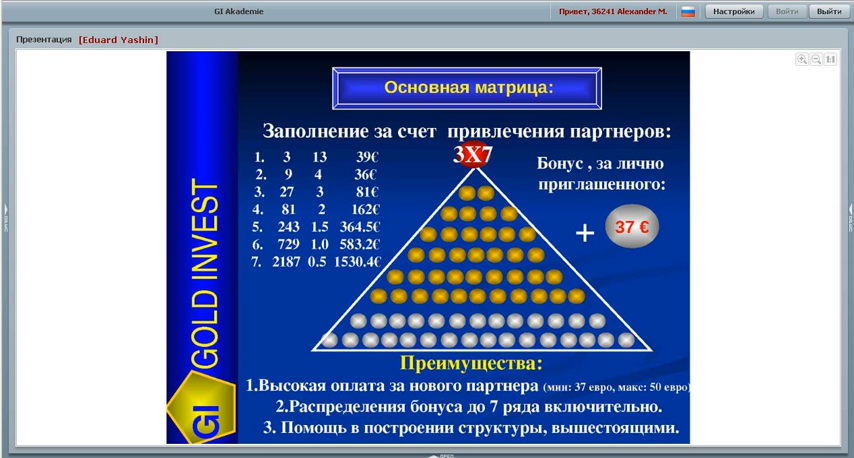 GI Akademie
Привет, 36241 Alexander M.
Настройки
Войти
Выйти
Презентация [Eduard Yashin]
Основная матрица:
Заполнение за счет привлечения партнеров:
3X7
1. 3 13 39€
2. 9 4 36€
3. 27 3 81€
4. 81 2 162€
5. 243 1.5 364.5€
6. 729 1.0 583.2€
7. 2187 0.5 1530.4€
Бонус , за лично
приглашенного:
+ 37 €
GI GOLD INVEST
Преимущества:
1.Высокая оплата за нового партнера (мин: 37 евро, макс: 50 евро)
2.Распределения бонуса до 7 ряда включительно.
3. Помощь в построении структуры, вышестоящими.
1:1
OPEN